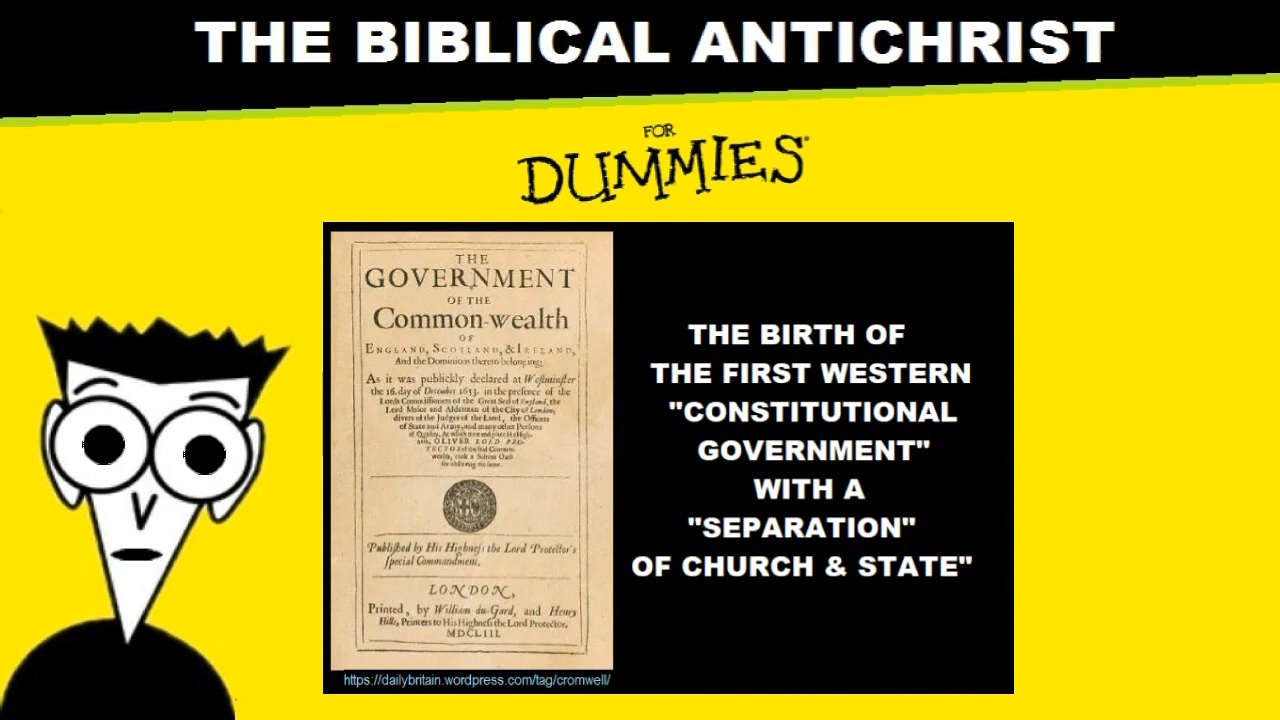 THE BIBLICAL ANTICHRIST
FOR
DUMMIES
THE
GOVERNMENT
OF THE
Common-wealth
OF
ENGLAND, SCOTLAND, & IRELAND,
And the Dominions thereto belonging;
As it was publickly declared at Westminster
the 16. day of December 1653. in the presence of the
Lords Commissioners of the Great Seal of England, the
Lord Maior and Aldermen of the City of London,
divers of the Judges of the Land, the Officers
of State and Army, and many other Persons
of Quality, At which
OLIVER LORD PRO-
TECTOR of the said Common-
wealth, took a Solemn Oath
for observing the same.
Published by His Highness the Lord Protector's
special Commandment.
LONDON,
Printed, by William du-Gard, and Henry
Hills, Printers to His Highness the Lord Protector,
MDCLIII.
https://dailybritain.wordpress.com/tag/cromwell/
THE BIRTH OF
THE FIRST WESTERN
"CONSTITUTIONAL
GOVERNMENT"
WITH A
"SEPARATION"
OF CHURCH & STATE"